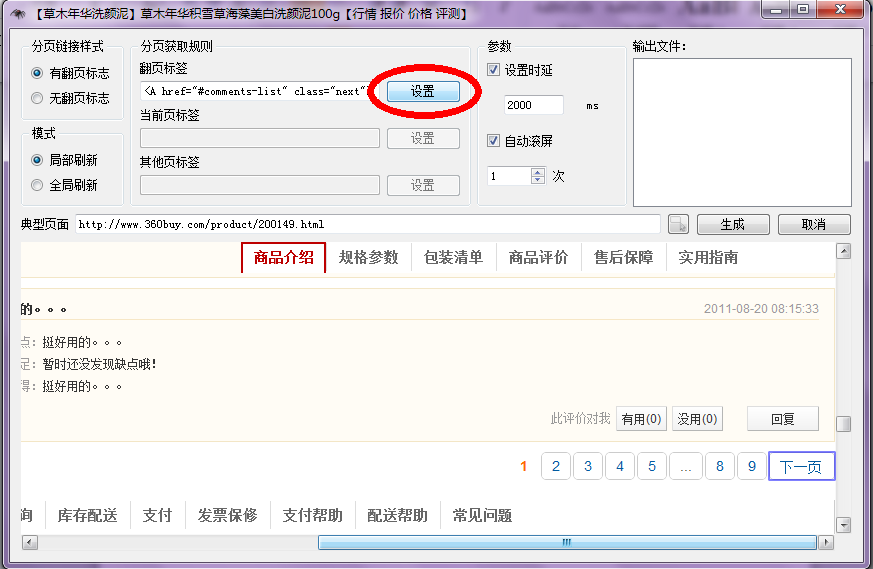 【草木年华洗颜泥】草木年华积雪草海藻美白洗颜泥100g【行情 报价 价格 评测】
分页链接样式
有翻页标志
无翻页标志
模式
局部刷新
全局刷新
分页获取规则
翻页标签
<A href="#comments-list" class="next"
设置
当前页标签
设置
其他页标签
设置
参数
设置时延
2000 ms
自动滚屏
1 次
输出文件:
典型页面 http://www.360buy.com/product/200149.html 生成 取消
商品介绍 规格参数 包装清单 商品评价 售后保障 实用指南
的。。。 2011-08-20 08:15:33
点: 挺好用的。。。
足: 暂时还没发现缺点哦!
得: 挺好用的。。。
此评价对我 有用(0) 没用(0) 回复
1 2 3 4 5 ... 8 9 下一页
询 库存配送 支付 发票保修 支付帮助 配送帮助 常见问题